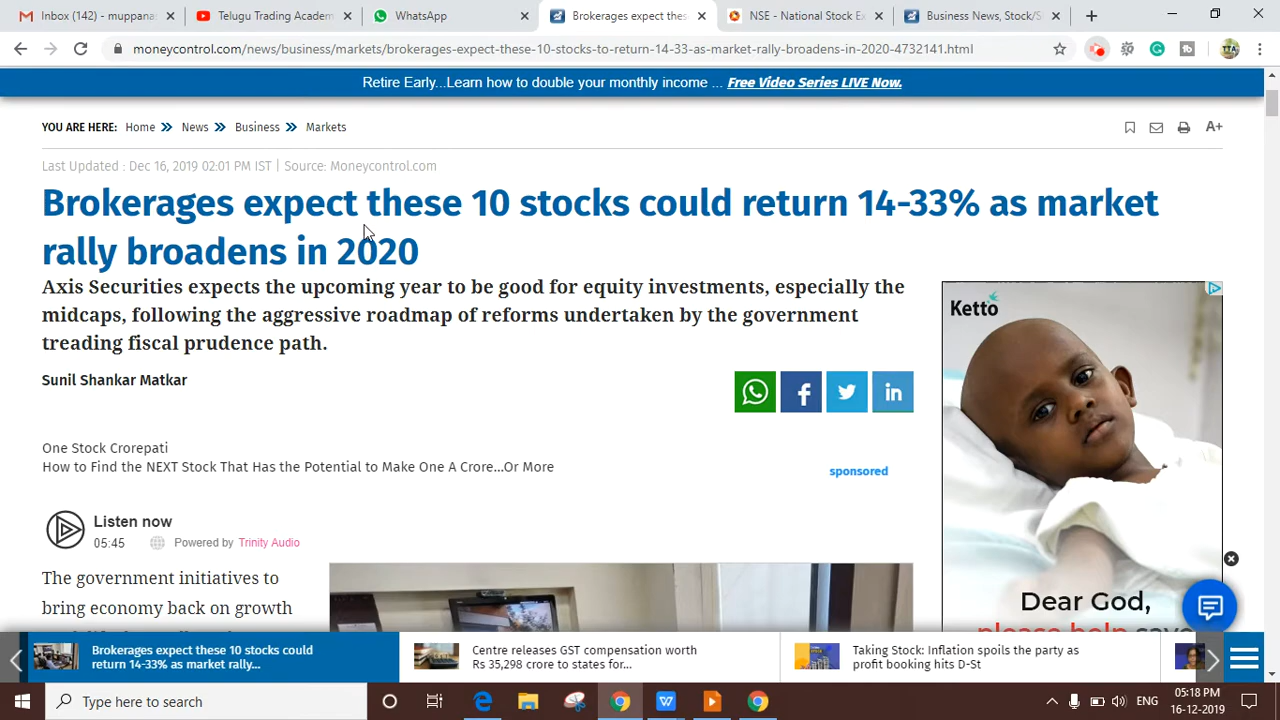 Inbox (142) - muppana
Telugu Trading Academ
WhatsApp
Brokerages expect thes
NSE - National Stock Ex
Business News, Stock/S
moneycontrol.com/news/business/markets/brokerages-expect-these-10-stocks-to-return-14-33-as-market-rally-broadens-in-2020-4732141.html
Retire Early...Learn how to double your monthly income ... Free Video Series LIVE Now.
YOU ARE HERE: Home News Business Markets
A+
Last Updated : Dec 16, 2019 02:01 PM IST | Source: Moneycontrol.com
Brokerages expect these 10 stocks could return 14-33% as market
rally broadens in 2020
Axis Securities expects the upcoming year to be good for equity investments, especially the
midcaps, following the aggressive roadmap of reforms undertaken by the government
treading fiscal prudence path.
Sunil Shankar Matkar
One Stock Crorepati
How to Find the NEXT Stock That Has the Potential to Make One A Crore...Or More
sponsored
Listen now
05:45 Powered by Trinity Audio
The government initiatives to
bring economy back on growth
Ketto
Dear God,
please help save
Brokerages expect these 10 stocks could
return 14-33% as market rally...
Centre releases GST compensation worth
Rs 35,298 crore to states for...
Taking Stock: Inflation spoils the party as
profit booking hits D-St
Type here to search
ENG
05:18 PM
16-12-2019